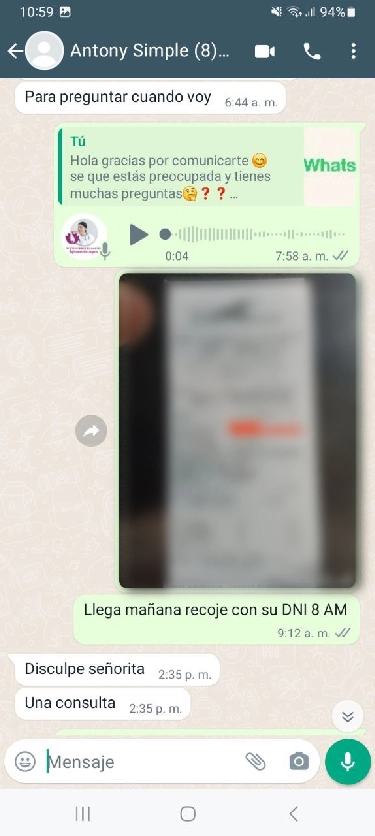 10:59
94%
Antony Simple (8)...
Para preguntar cuando voy
6:44 a. m.
Tú
Hola gracias por comunicarte 😊
se que estás preocupada y tienes
muchas preguntas🤔❓❓...
Whats
0:04
7:58 a. m.
Llega mañana recoje con su DNI 8 AM
9:12 a. m.
Disculpe señorita
2:35 p. m.
Una consulta
2:35 p. m.
Mensaje